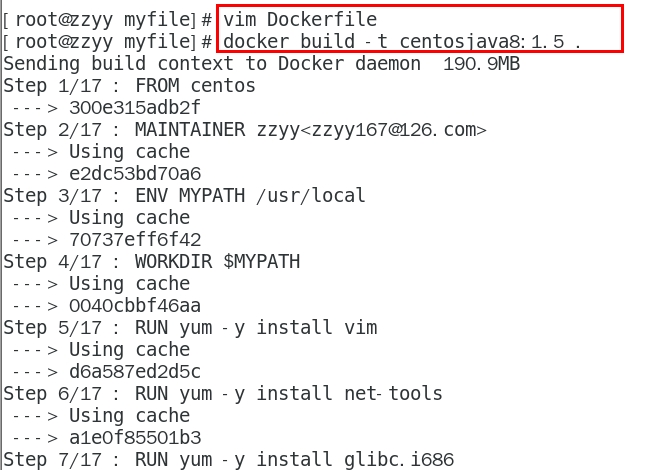 [root@zzyy myfile]# vim Dockerfile
[root@zzyy myfile]# docker build -t centosjava8:1.5 .
Sending build context to Docker daemon  190.9MB
Step 1/17 : FROM centos
 ---> 300e315adb2f
Step 2/17 : MAINTAINER zzyy<zzyy167@126.com>
 ---> Using cache
 ---> e2dc53bd70a6
Step 3/17 : ENV MYPATH /usr/local
 ---> Using cache
 ---> 70737eff6f42
Step 4/17 : WORKDIR $MYPATH
 ---> Using cache
 ---> 0040cbbf46aa
Step 5/17 : RUN yum -y install vim
 ---> Using cache
 ---> d6a587ed2d5c
Step 6/17 : RUN yum -y install net-tools
 ---> Using cache
 ---> a1e0f85501b3
Step 7/17 : RUN yum -y install glibc.i686